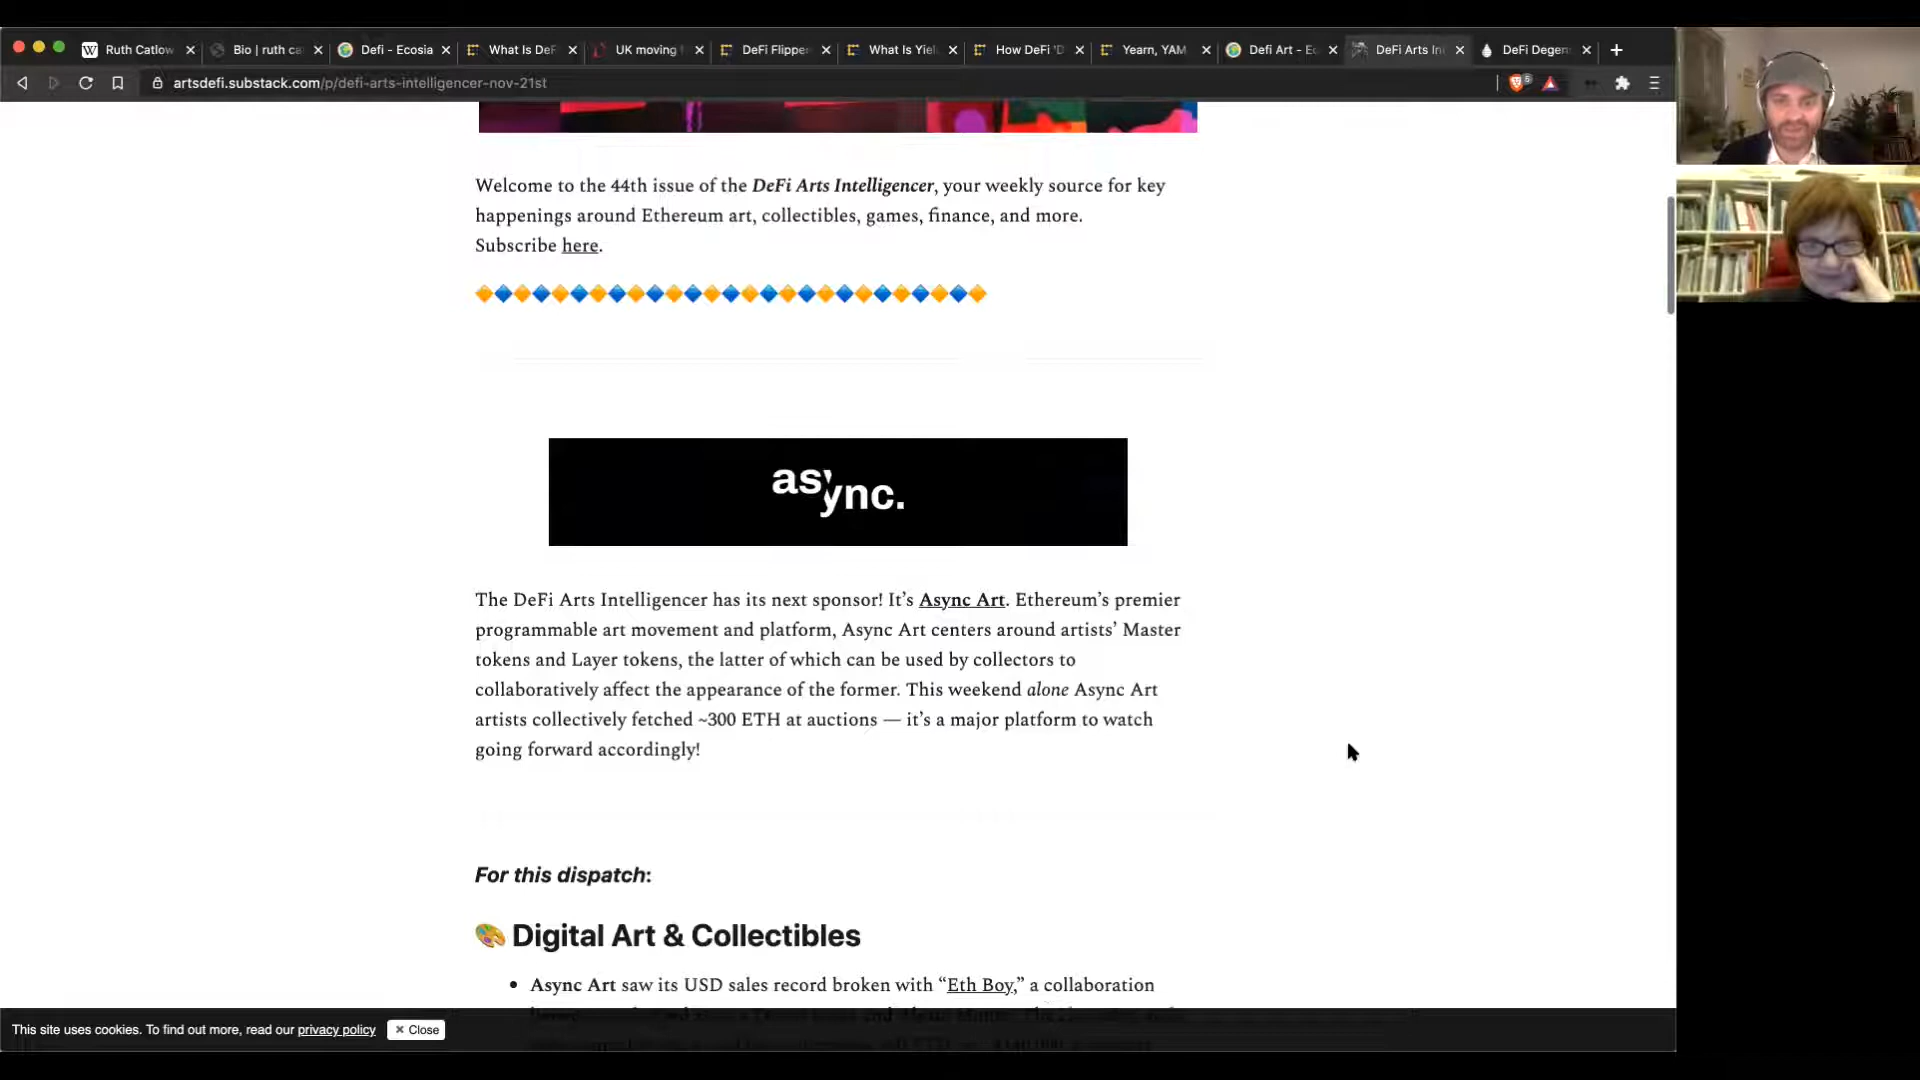 Ruth Catlow
Bio | ruth ca
Defi - Ecosia
What Is DeF
UK moving
DeFi Flippe
What Is Yiel
How DeFi 'D
Yearn, YAM
Defi Art - Ec
DeFi Arts In
DeFi Degen
artsdefi.substack.com/p/defi-arts-intelligencer-nov-21st
Welcome to the 44th issue of the DeFi Arts Intelligencer, your weekly source for key
happenings around Ethereum art, collectibles, games, finance, and more.
Subscribe here.
async.
The DeFi Arts Intelligencer has its next sponsor! It’s Async Art. Ethereum’s premier
programmable art movement and platform, Async Art centers around artists’ Master
tokens and Layer tokens, the latter of which can be used by collectors to
collaboratively affect the appearance of the former. This weekend alone Async Art
artists collectively fetched ~300 ETH at auctions — it’s a major platform to watch
going forward accordingly!
For this dispatch:
Digital Art & Collectibles
• Async Art saw its USD sales record broken with “Eth Boy,” a collaboration
This site uses cookies. To find out more, read our privacy policy
× Close